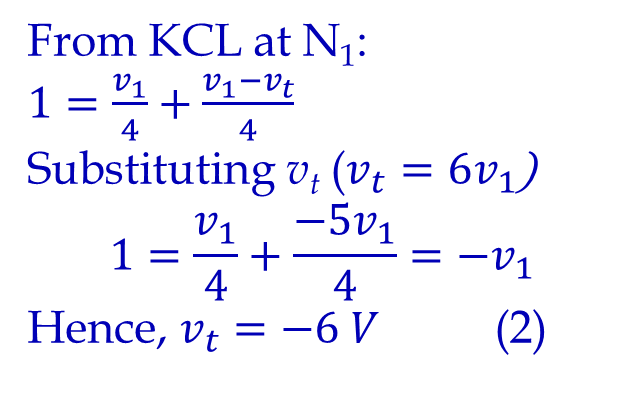 From KCL at N₁:
1 = v₁/4 + (v₁−vₜ)/4
Substituting vₜ (vₜ = 6v₁)
1 = v₁/4 + −5v₁/4 = −v₁
Hence, vₜ = −6 V (2)